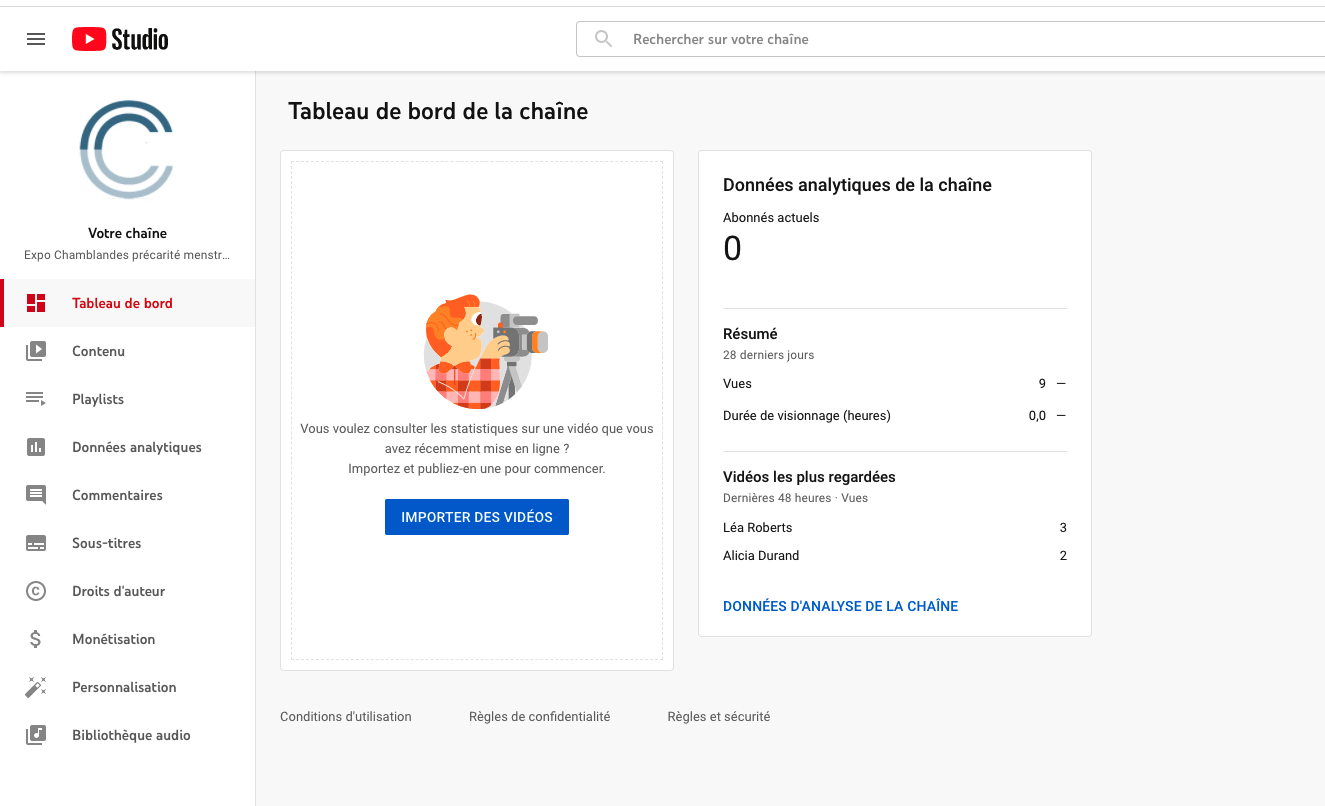 Studio
Rechercher sur votre chaîne
Votre chaîne
Expo Chamblandes précarité menstr...
Tableau de bord
Contenu
Playlists
Données analytiques
Commentaires
Sous-titres
Droits d'auteur
Monétisation
Personnalisation
Bibliothèque audio
Tableau de bord de la chaîne
Vous voulez consulter les statistiques sur une vidéo que vous
avez récemment mise en ligne ?
Importez et publiez-en une pour commencer.
IMPORTER DES VIDÉOS
Données analytiques de la chaîne
Abonnés actuels
0
Résumé
28 derniers jours
Vues 9 —
Durée de visionnage (heures) 0,0 —
Vidéos les plus regardées
Dernières 48 heures · Vues
Léa Roberts 3
Alicia Durand 2
DONNÉES D'ANALYSE DE LA CHAÎNE
Conditions d'utilisation Règles de confidentialité Règles et sécurité